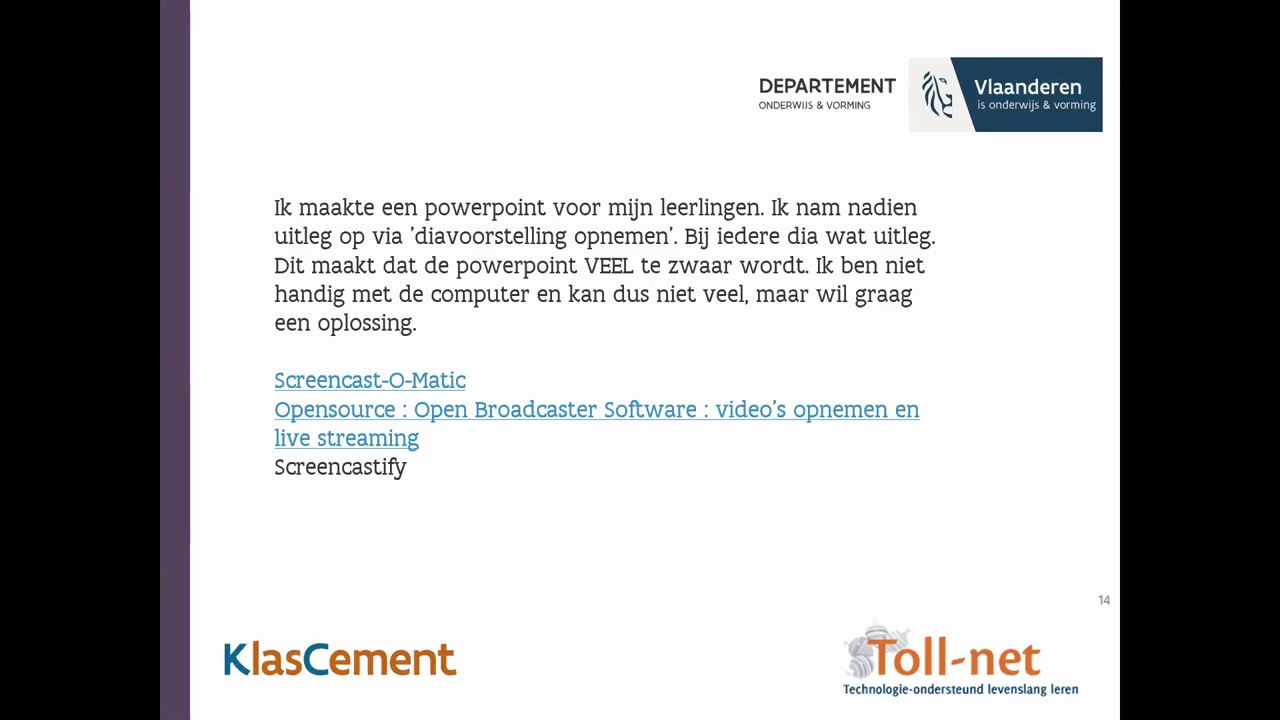 DEPARTEMENT
ONDERWIJS & VORMING
Vlaanderen
is onderwijs & vorming
Ik maakte een powerpoint voor mijn leerlingen. Ik nam nadien
uitleg op via 'diavoorstelling opnemen'. Bij iedere dia wat uitleg.
Dit maakt dat de powerpoint VEEL te zwaar wordt. Ik ben niet
handig met de computer en kan dus niet veel, maar wil graag
een oplossing.
Screencast-O-Matic
Opensource : Open Broadcaster Software : video's opnemen en
live streaming
Screencastify
14
KlasCement
Toll-net
Technologie-ondersteund levenslang leren